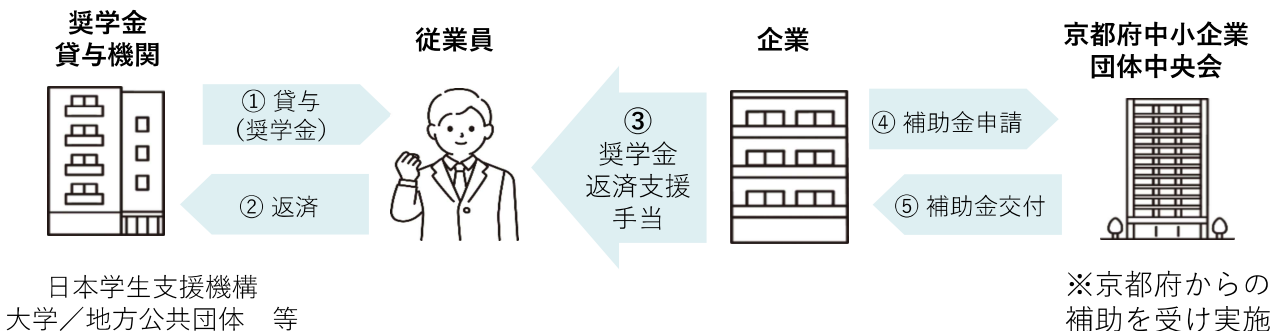 奨学金
貸与機関
従業員
企業
京都府中小企業
団体中央会
① 貸与
（奨学金）
② 返済
③
奨学金
返済支援
手当
④ 補助金申請
⑤ 補助金交付
日本学生支援機構
大学／地方公共団体　等
※京都府からの
補助を受け実施